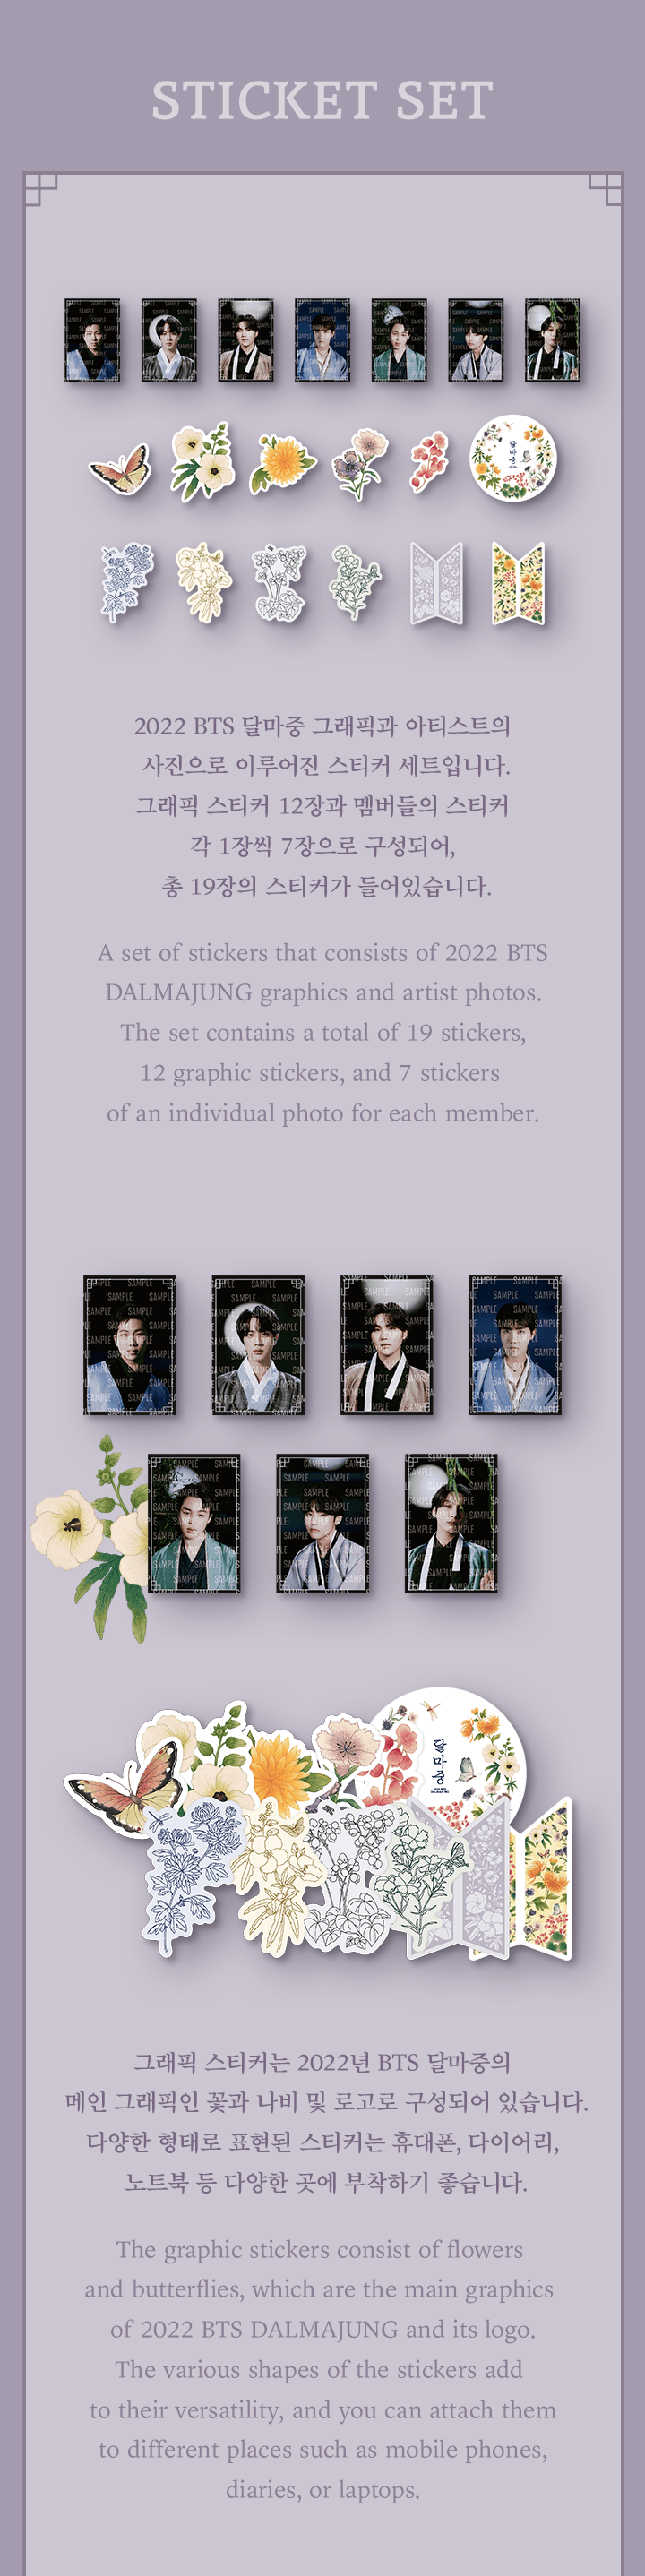 STICKET SET
2022 BTS 달마중 그래픽과 아티스트의
사진으로 이루어진 스티커 세트입니다.
그래픽 스티커 12장과 멤버들의 스티커
각 1장씩 7장으로 구성되어,
총 19장의 스티커가 들어있습니다.
A set of stickers that consists of 2022 BTS
DALMAJUNG graphics and artist photos.
The set contains a total of 19 stickers,
12 graphic stickers, and 7 stickers
of an individual photo for each member.
SAMPLE
달마중
그래픽 스티커는 2022년 BTS 달마중의
메인 그래픽인 꽃과 나비 및 로고로 구성되어 있습니다.
다양한 형태로 표현된 스티커는 휴대폰, 다이어리,
노트북 등 다양한 곳에 부착하기 좋습니다.
The graphic stickers consist of flowers
and butterflies, which are the main graphics
of 2022 BTS DALMAJUNG and its logo.
The various shapes of the stickers add
to their versatility, and you can attach them
to different places such as mobile phones,
diaries, or laptops.